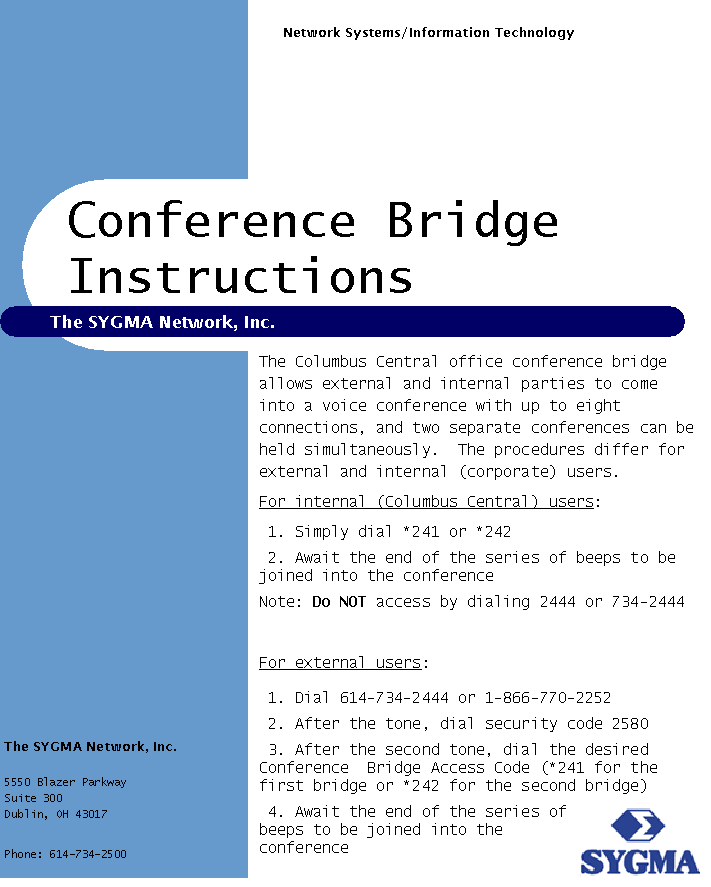 Network Systems/Information Technology
Conference Bridge
Instructions
The SYGMA Network, Inc.
The Columbus Central office conference bridge
allows external and internal parties to come
into a voice conference with up to eight
connections, and two separate conferences can be
held simultaneously.  The procedures differ for
external and internal (corporate) users.
For internal (Columbus Central) users:
1. Simply dial *241 or *242
2. Await the end of the series of beeps to be
joined into the conference
Note: Do NOT access by dialing 2444 or 734-2444
For external users:
1. Dial 614-734-2444 or 1-866-770-2252
2. After the tone, dial security code 2580
3. After the second tone, dial the desired
Conference  Bridge Access Code (*241 for the
first bridge or *242 for the second bridge)
4. Await the end of the series of
beeps to be joined into the
conference
The SYGMA Network, Inc.
5550 Blazer Parkway
Suite 300
Dublin, OH 43017
Phone: 614-734-2500
SYGMA